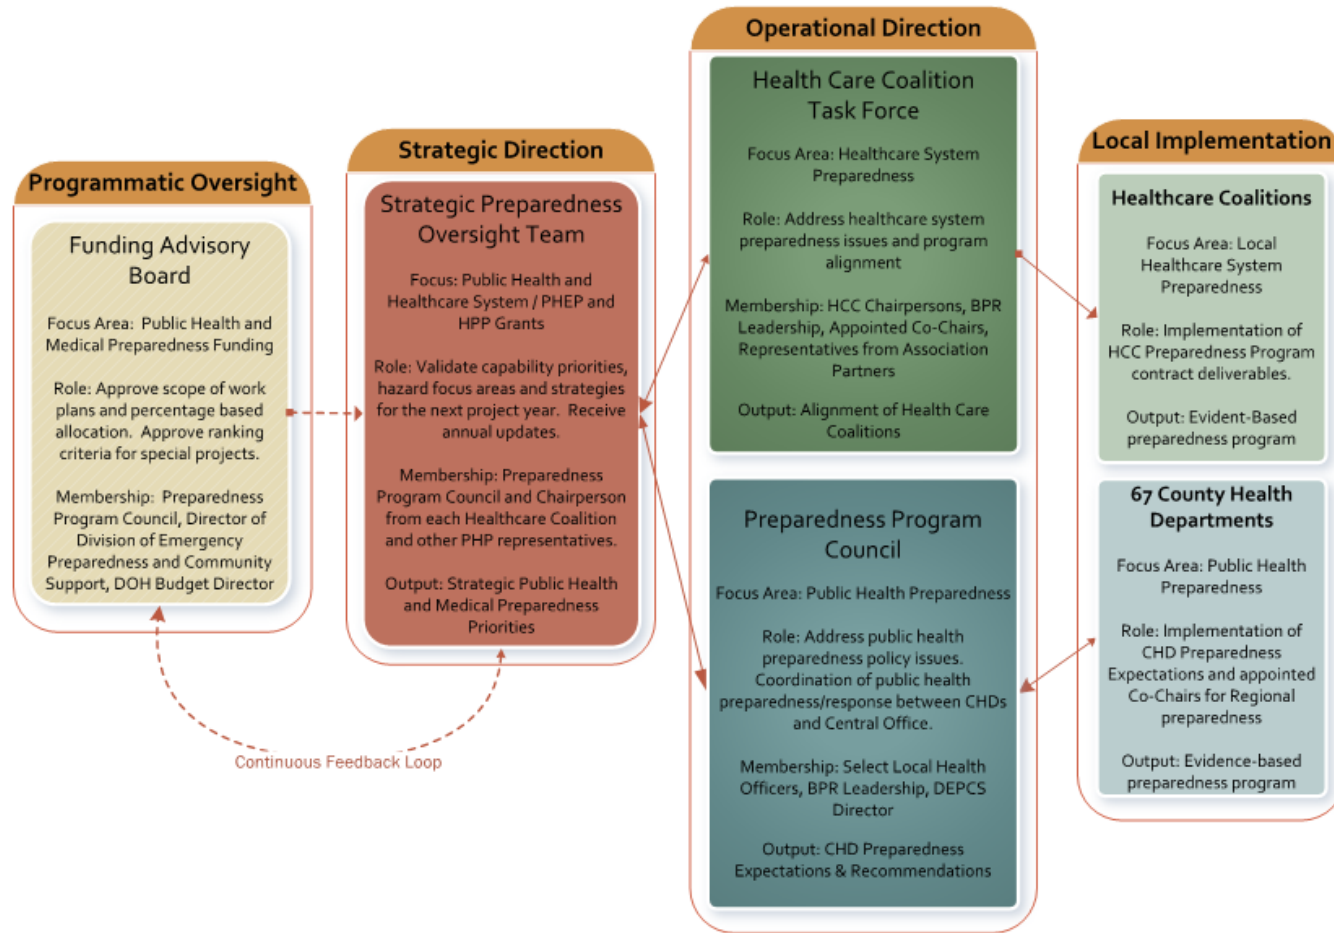 Programmatic Oversight
Funding Advisory
Board
Focus Area: Public Health and
Medical Preparedness Funding
Role: Approve scope of work
plans and percentage based
allocation. Approve ranking
criteria for special projects.
Membership: Preparedness
Program Council, Director of
Division of Emergency
Preparedness and Community
Support, DOH Budget Director
Strategic Direction
Strategic Preparedness
Oversight Team
Focus: Public Health and
Healthcare System / PHEP and
HPP Grants
Role: Validate capability priorities,
hazard focus areas and strategies
for the next project year. Receive
annual updates.
Membership: Preparedness
Program Council and Chairperson
from each Healthcare Coalition
and other PHP representatives.
Output: Strategic Public Health
and Medical Preparedness
Priorities
Continuous Feedback Loop
Operational Direction
Health Care Coalition
Task Force
Focus Area: Healthcare System
Preparedness
Role: Address healthcare system
preparedness issues and program
alignment
Membership: HCC Chairpersons, BPR
Leadership, Appointed Co-Chairs,
Representatives from Association
Partners
Output: Alignment of Health Care
Coalitions
Preparedness Program
Council
Focus Area: Public Health Preparedness
Role: Address public health
preparedness policy issues.
Coordination of public health
preparedness/response between CHDs
and Central Office.
Membership: Select Local Health
Officers, BPR Leadership, DEPCS
Director
Output: CHD Preparedness
Expectations & Recommendations
Local Implementation
Healthcare Coalitions
Focus Area: Local
Healthcare System
Preparedness
Role: Implementation of
HCC Preparedness Program
contract deliverables.
Output: Evident-Based
preparedness program
67 County Health
Departments
Focus Area: Public Health
Preparedness
Role: Implementation of
CHD Preparedness
Expectations and appointed
Co-Chairs for Regional
preparedness
Output: Evidence-based
preparedness program